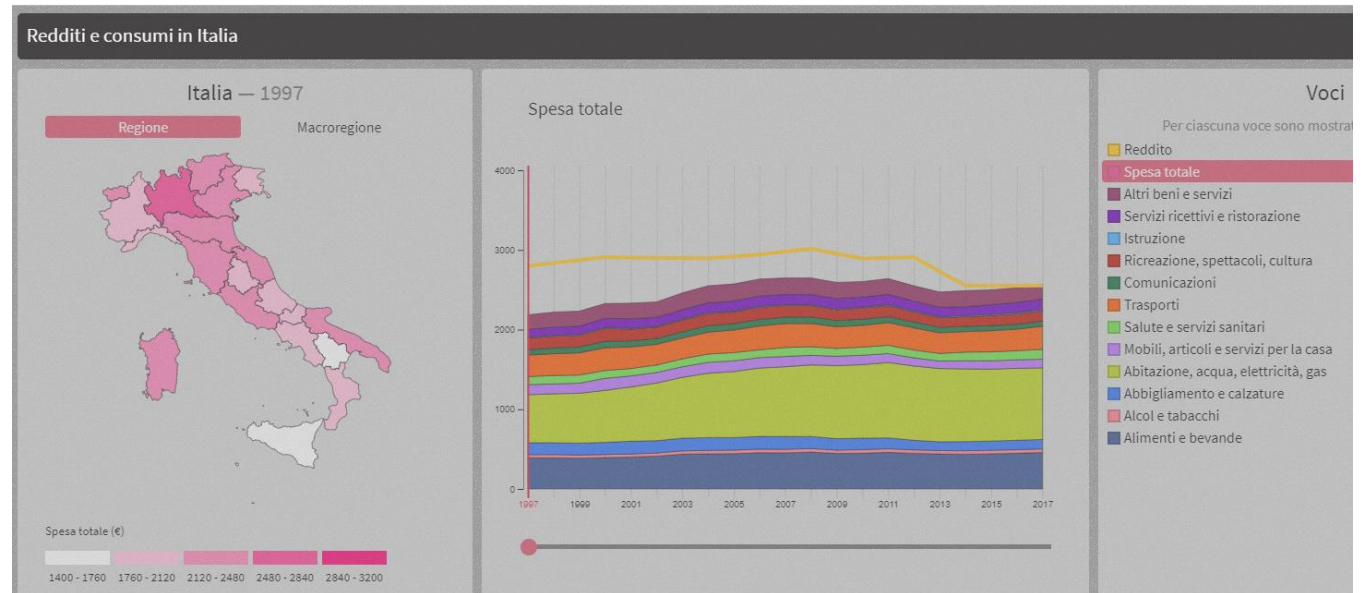 Redditi e consumi in Italia
Italia — 1997
Regione Macroregione
Spesa totale (€)
1400 - 1760 1760 - 2120 2120 - 2480 2480 - 2840 2840 - 3200
Spesa totale
4000
3000
2000
1000
0
1997 1999 2001 2003 2005 2007 2009 2011 2013 2015 2017
Voci
Per ciascuna voce sono
Reddito
Spesa totale
Altri beni e servizi
Servizi ricettivi e ristorazione
Istruzione
Ricreazione, spettacoli, cultura
Comunicazioni
Trasporti
Salute e servizi sanitari
Mobili, articoli e servizi per la casa
Abitazione, acqua, elettricità, gas
Abbigliamento e calzature
Alcol e tabacchi
Alimenti e bevande